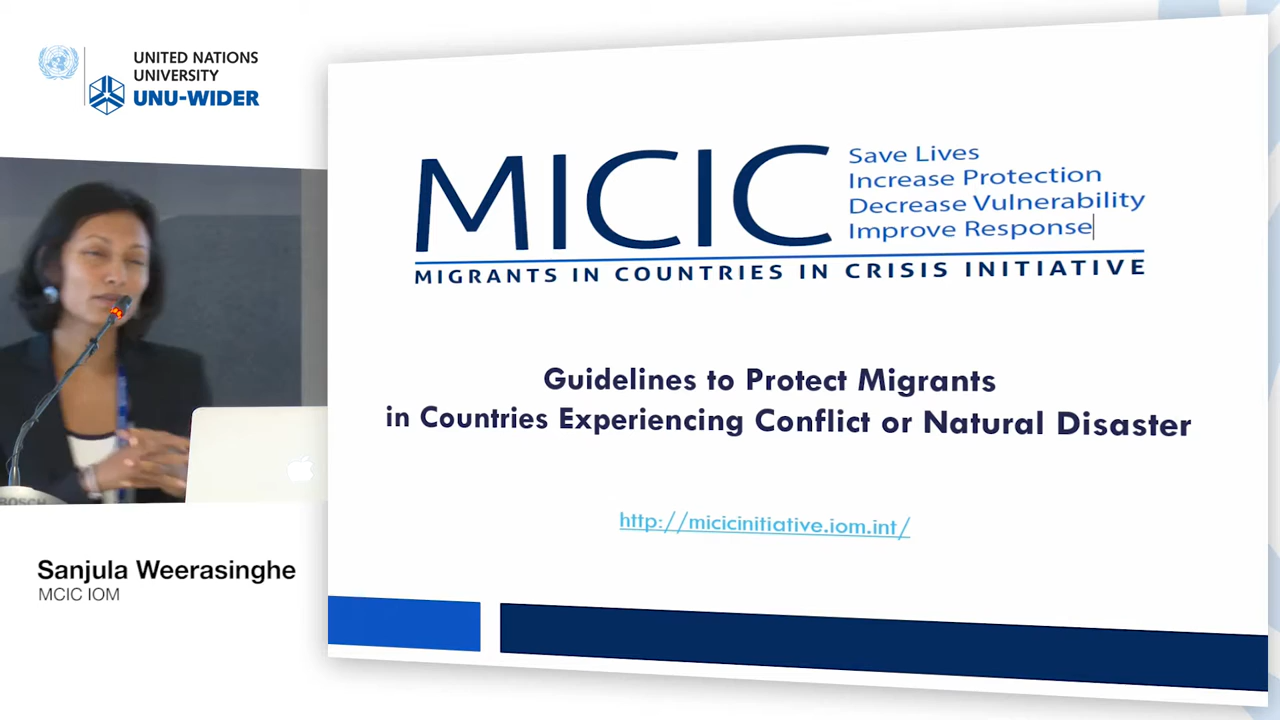 UNITED NATIONS
UNIVERSITY
UNU-WIDER
MICIC
Save Lives
Increase Protection
Decrease Vulnerability
Improve Response
MIGRANTS IN COUNTRIES IN CRISIS INITIATIVE
Guidelines to Protect Migrants
in Countries Experiencing Conflict or Natural Disaster
http://micicinitiative.iom.int/
BOSCH
Sanjula Weerasinghe
MCIC IOM